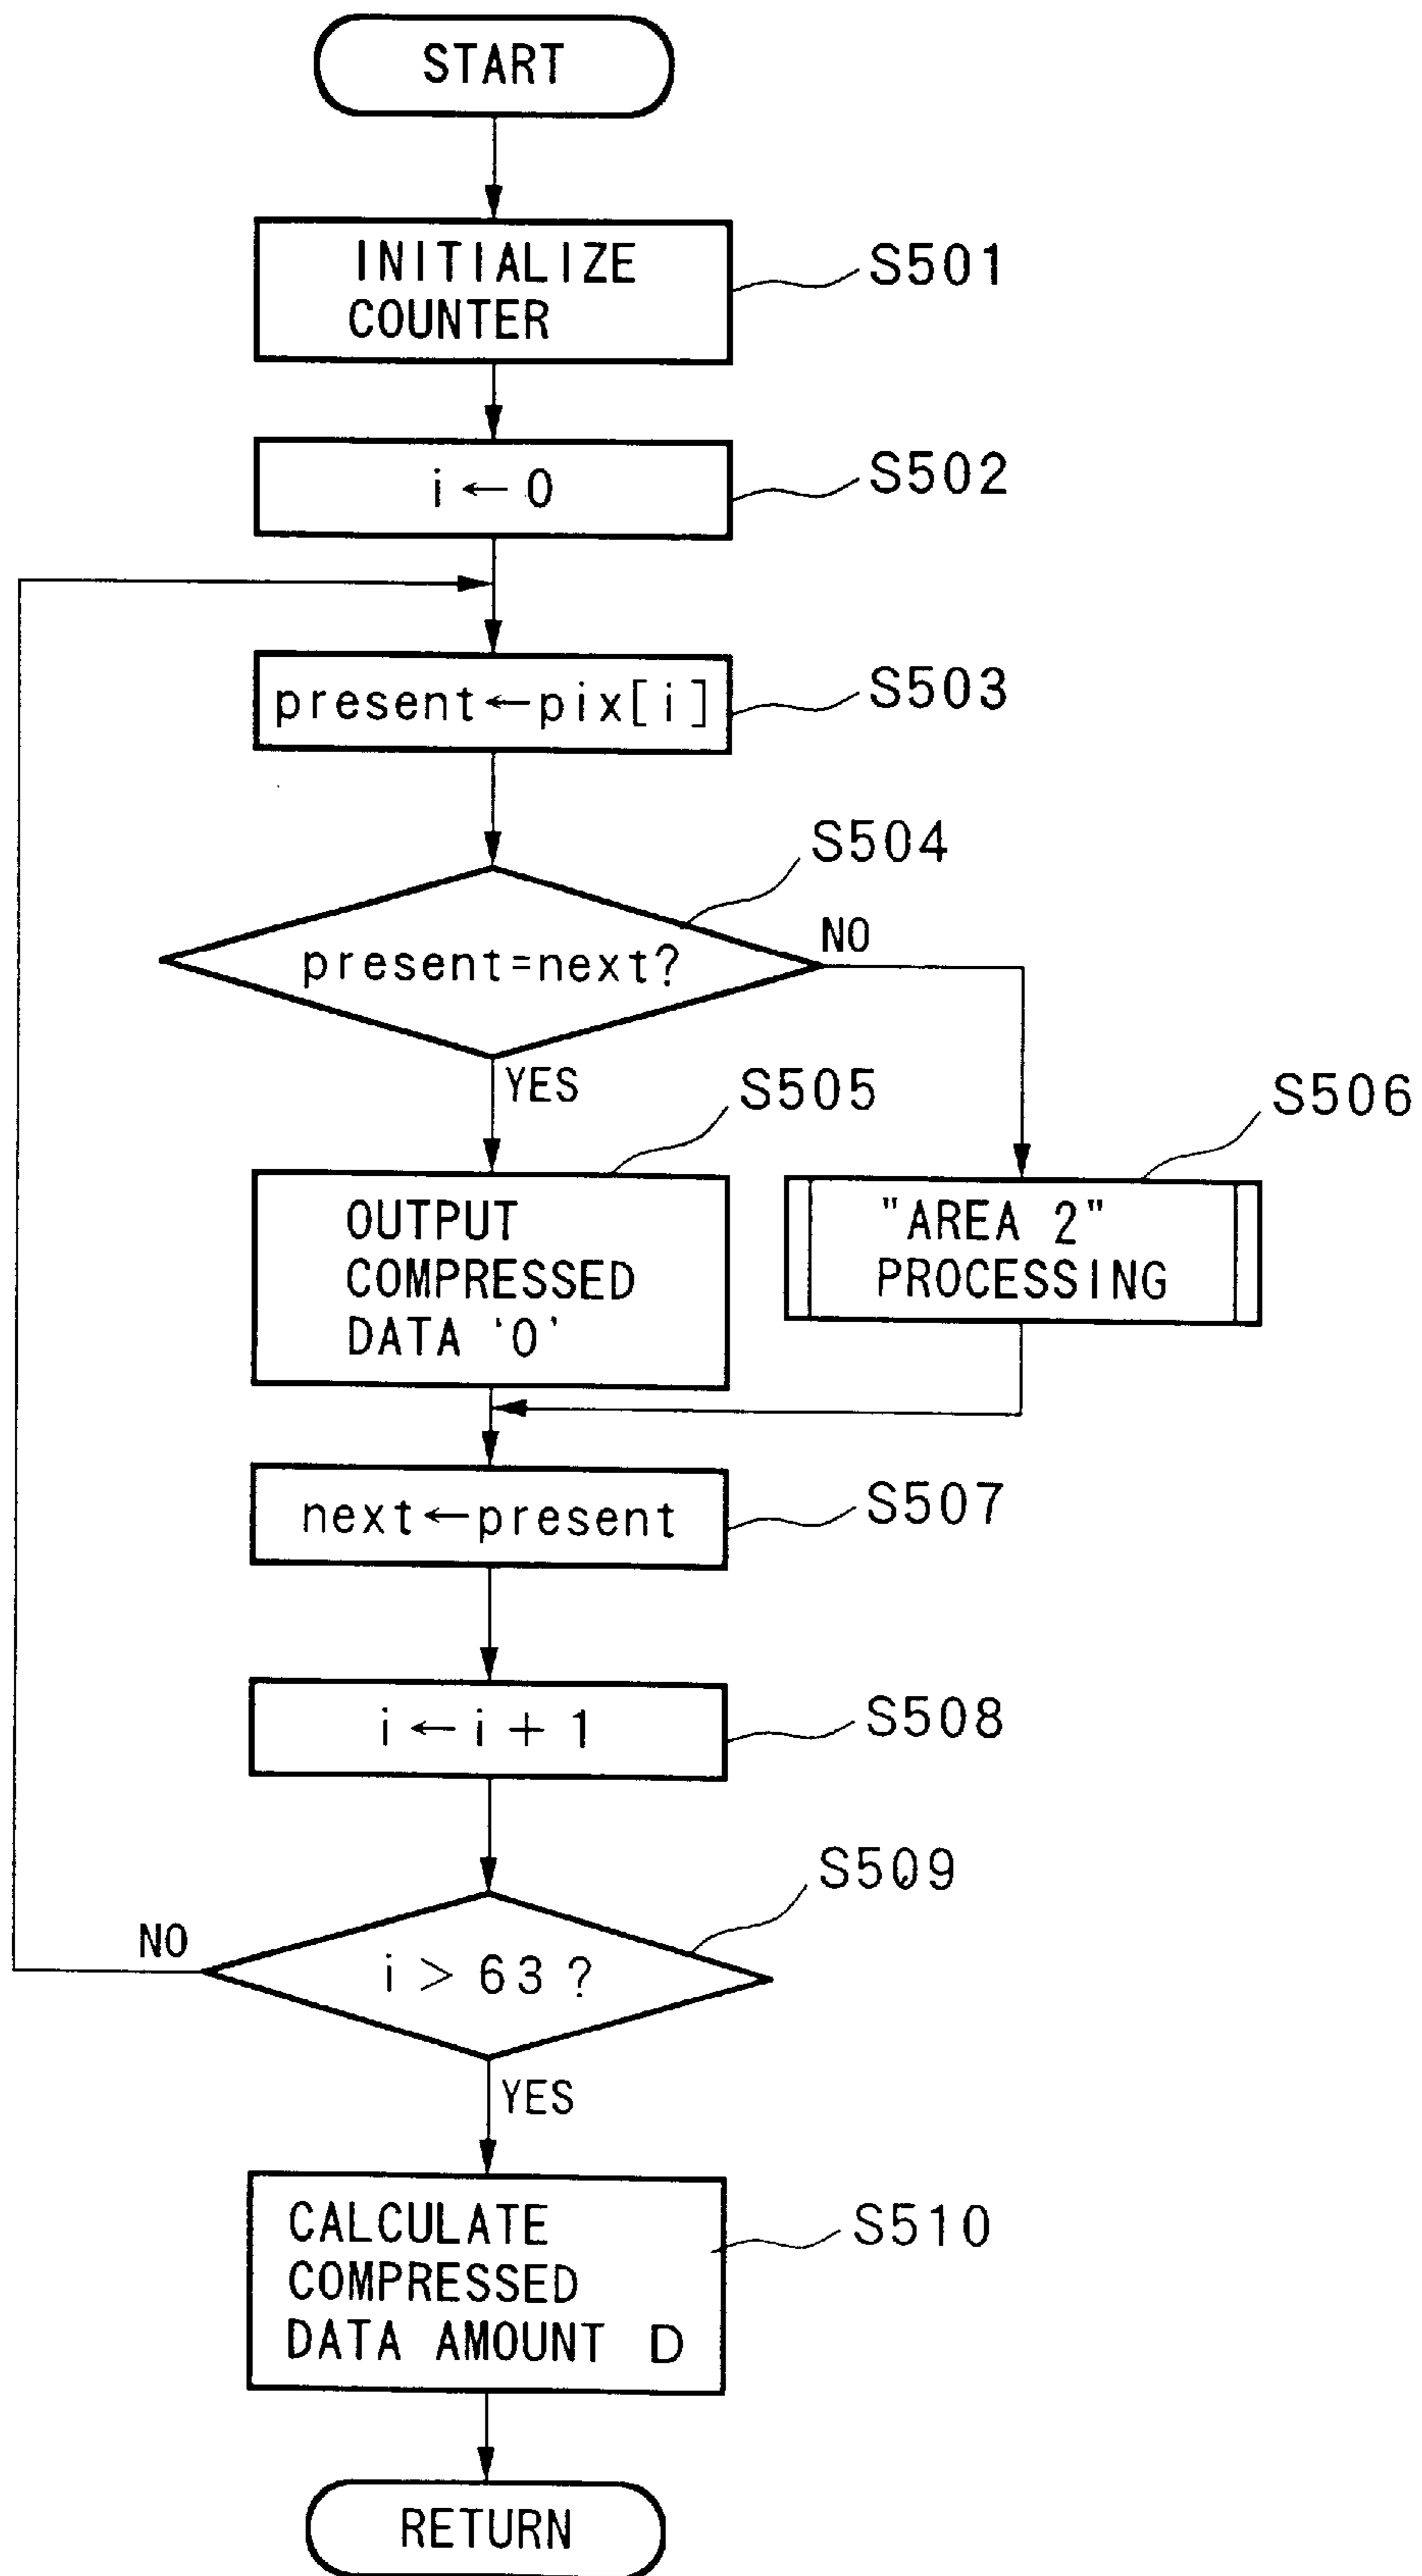 START
INITIALIZE
COUNTER
S501
i ← 0
S502
present←pix[i]
S503
S504
present=next?
NO
YES
S505
S506
OUTPUT
COMPRESSED
DATA ‘0’
"AREA 2"
PROCESSING
next←present
S507
i ← i + 1
S508
S509
NO
i > 63 ?
YES
CALCULATE
COMPRESSED
DATA AMOUNT D
S510
RETURN